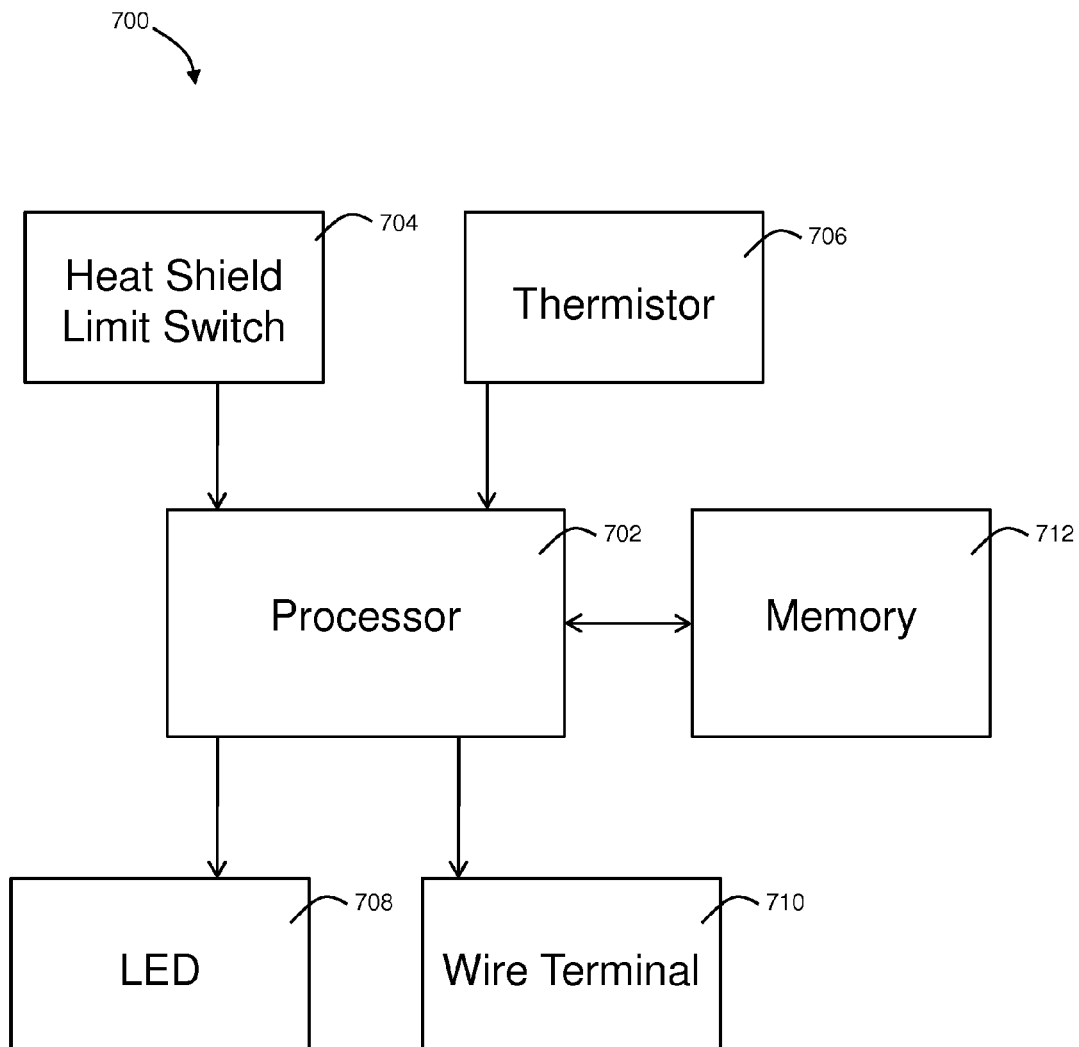 700
704
Heat Shield
Limit Switch
706
Thermistor
702
Processor
712
Memory
708
LED
710
Wire Terminal